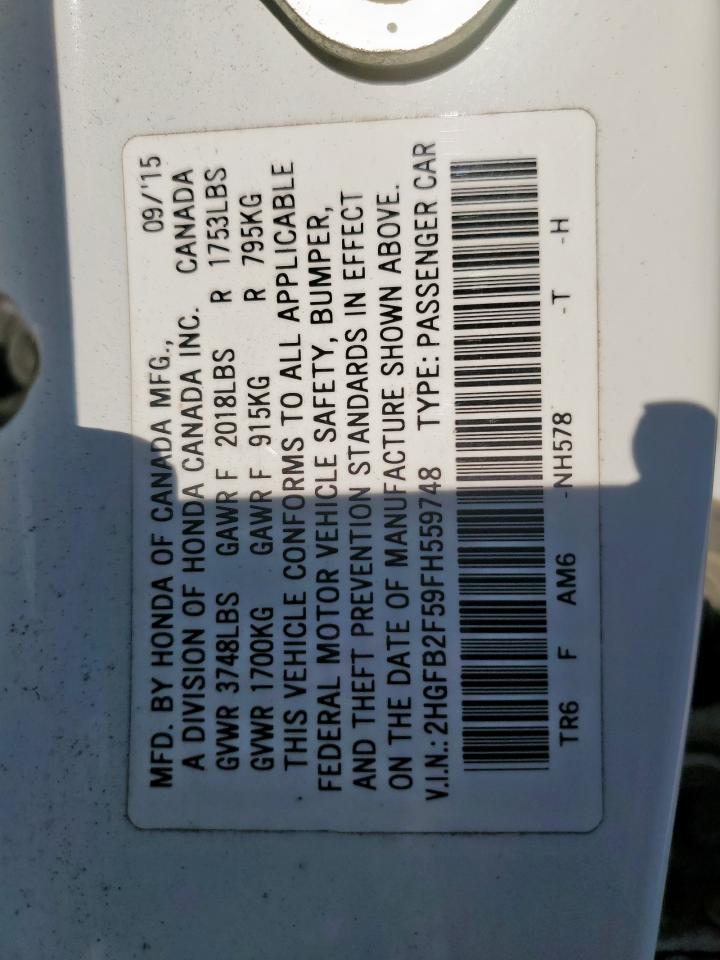 MFD. BY HONDA OF CANADA MFG., 09/'15
A DIVISION OF HONDA CANADA INC. CANADA
GVWR 3748LBS GAWR F 2018LBS R 1753LBS
GVWR 1700KG GAWR F 915KG R 795KG
THIS VEHICLE CONFORMS TO ALL APPLICABLE
FEDERAL MOTOR VEHICLE SAFETY, BUMPER,
AND THEFT PREVENTION STANDARDS IN EFFECT
ON THE DATE OF MANUFACTURE SHOWN ABOVE.
V.I.N.: 2HGFB2F59FH559748 TYPE: PASSENGER CAR
TR6 F AM6 -NH578 -T -H